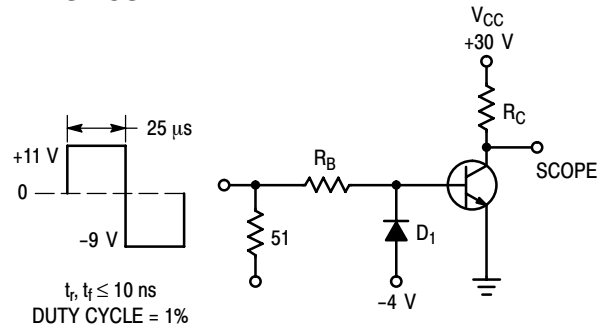 V_CC
+30 V
R_C
SCOPE
25 μs
+11 V
0
−9 V
t_r, t_f ≤ 10 ns
DUTY CYCLE = 1%
R_B
51
D_1
−4 V